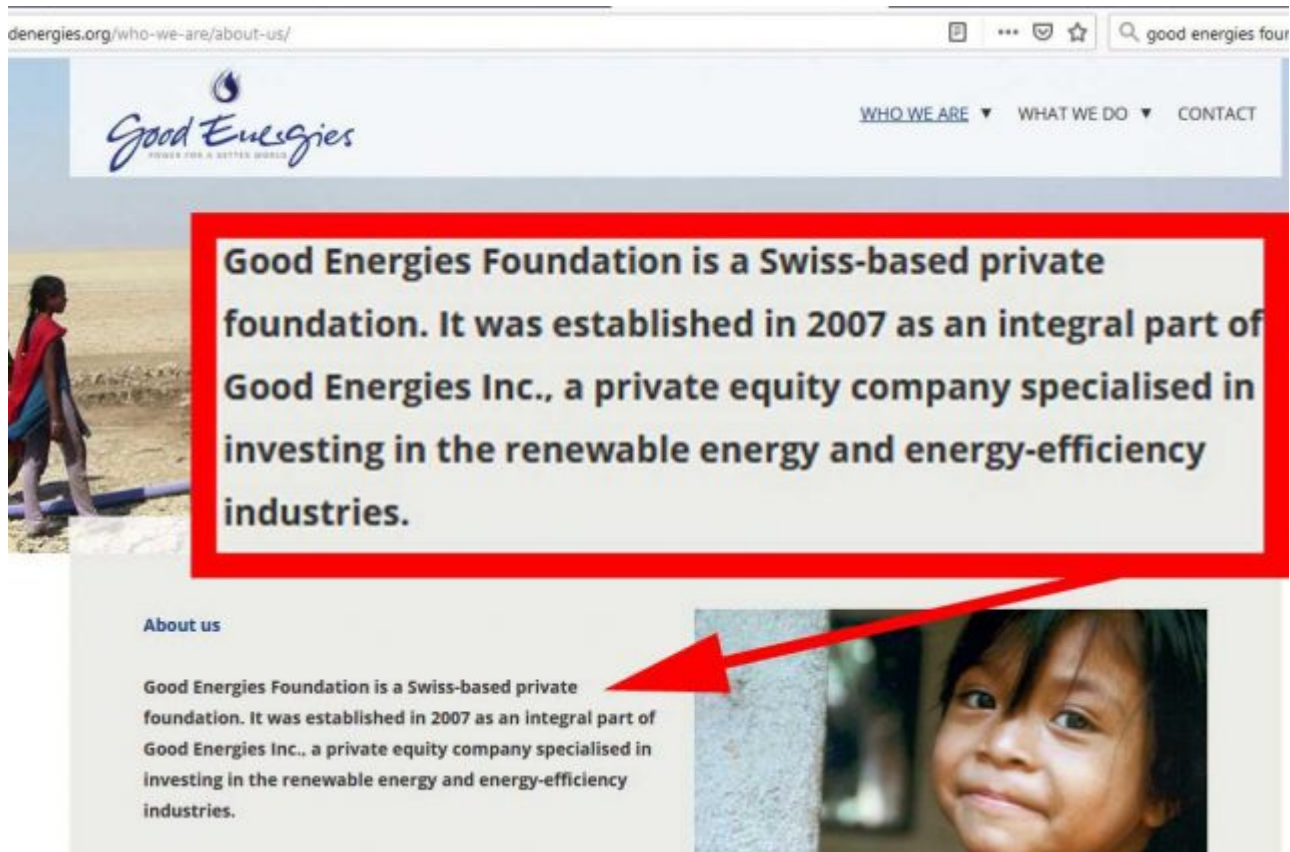 denergies.org/who-we-are/about-us/
good energies four
Good Energies
POWER FOR A BETTER WORLD
WHO WE ARE ▼ WHAT WE DO ▼ CONTACT
Good Energies Foundation is a Swiss-based private
foundation. It was established in 2007 as an integral part of
Good Energies Inc., a private equity company specialised in
investing in the renewable energy and energy-efficiency
industries.
About us
Good Energies Foundation is a Swiss-based private
foundation. It was established in 2007 as an integral part of
Good Energies Inc., a private equity company specialised in
investing in the renewable energy and energy-efficiency
industries.